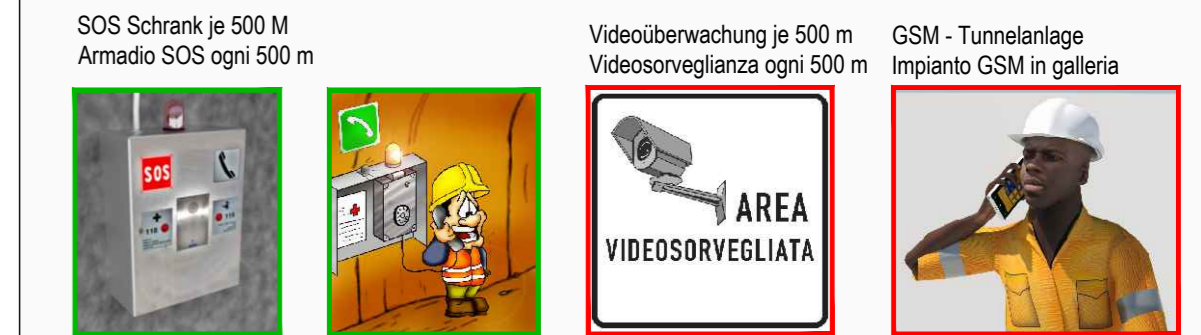 SOS Schrank je 500 M
Armadio SOS ogni 500 m
Videoüberwachung je 500 m
Videosorveglianza ogni 500 m
GSM - Tunnelanlage
Impianto GSM in galleria
SOS
AREA
VIDEOSORVEGLIATA